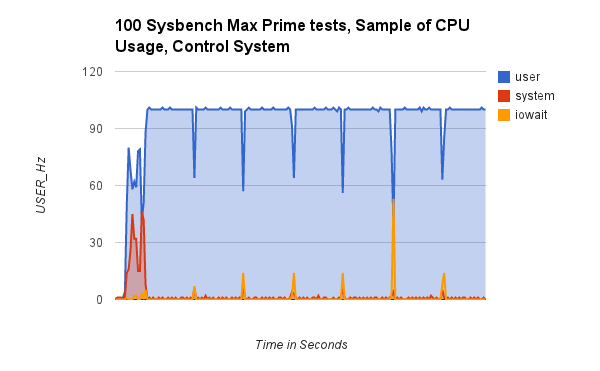 100 Sysbench Max Prime tests, Sample of CPU
Usage, Control System
120
90
60
30
0
USER_Hz
Time in Seconds
user
system
iowait